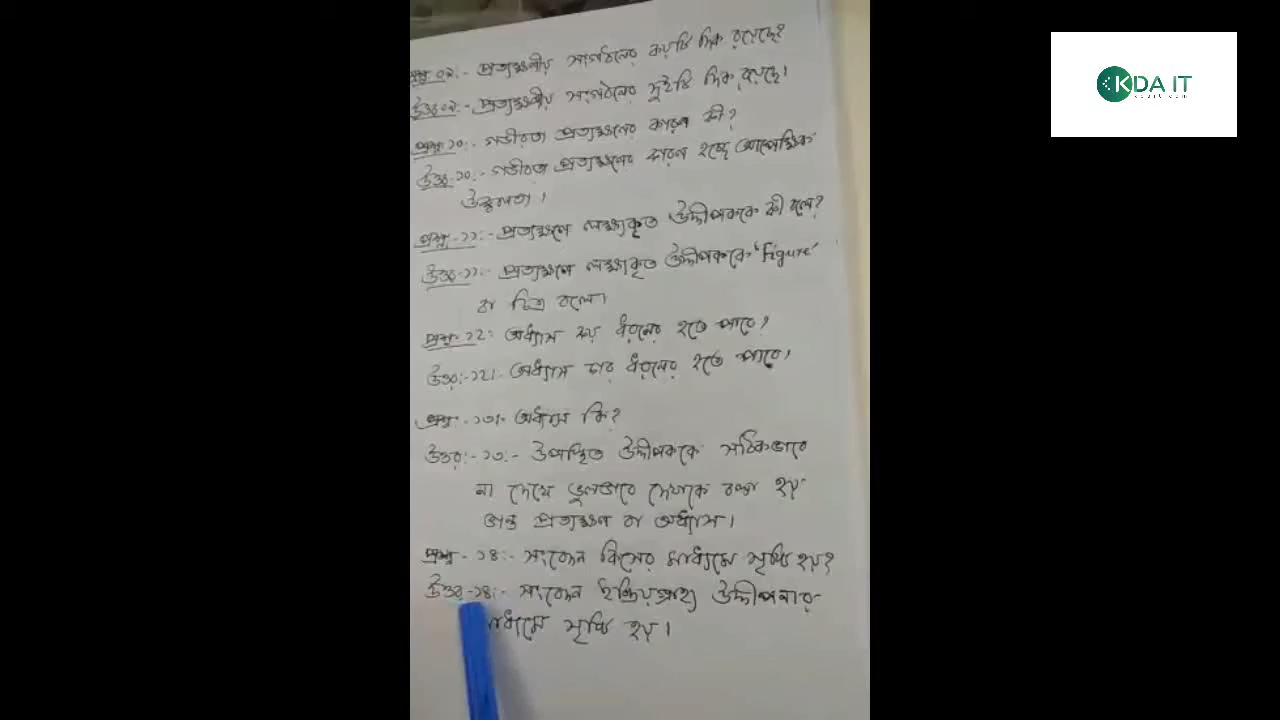 প্রশ্ন-০৯:- প্রত্যক্ষণীয় সংগঠনের কয়টি দিক রয়েছে?
উত্তর-০৯:- প্রত্যক্ষণীয় সংগঠনের দুইটি দিক রয়েছে।
প্রশ্ন-১০:- গভীরতা প্রত্যক্ষণের কারণ কী?
উত্তর-১০:- গভীরতা প্রত্যক্ষণের কারণ হচ্ছে আপেক্ষিক
উজ্জ্বলতা।
প্রশ্ন-১১:- প্রত্যক্ষণে লক্ষ্যকৃত উদ্দীপককে কী বলে?
উত্তর-১১:- প্রত্যক্ষণে লক্ষ্যকৃত উদ্দীপককে 'Figure'
বা চিত্র বলে।
প্রশ্ন-১২: অধ্যাস কয় ধরনের হতে পারে?
উত্তর:-১২। অধ্যাস চার ধরনের হতে পারে।
প্রশ্ন-১৩। অধ্যাস কি?
উত্তর:-১৩:- উপস্থিত উদ্দীপককে সঠিকভাবে
না দেখে ভুলভাবে দেখাকে বলা হয়
ভ্রান্ত প্রত্যক্ষণ বা অধ্যাস।
প্রশ্ন-১৪:- সংবেদন কিসের মাধ্যমে সৃষ্টি হয়?
উত্তর-১৪:- সংবেদন ইন্দ্রিয়গ্রাহ্য উদ্দীপনার
মাধ্যমে সৃষ্টি হয়।
KDA IT